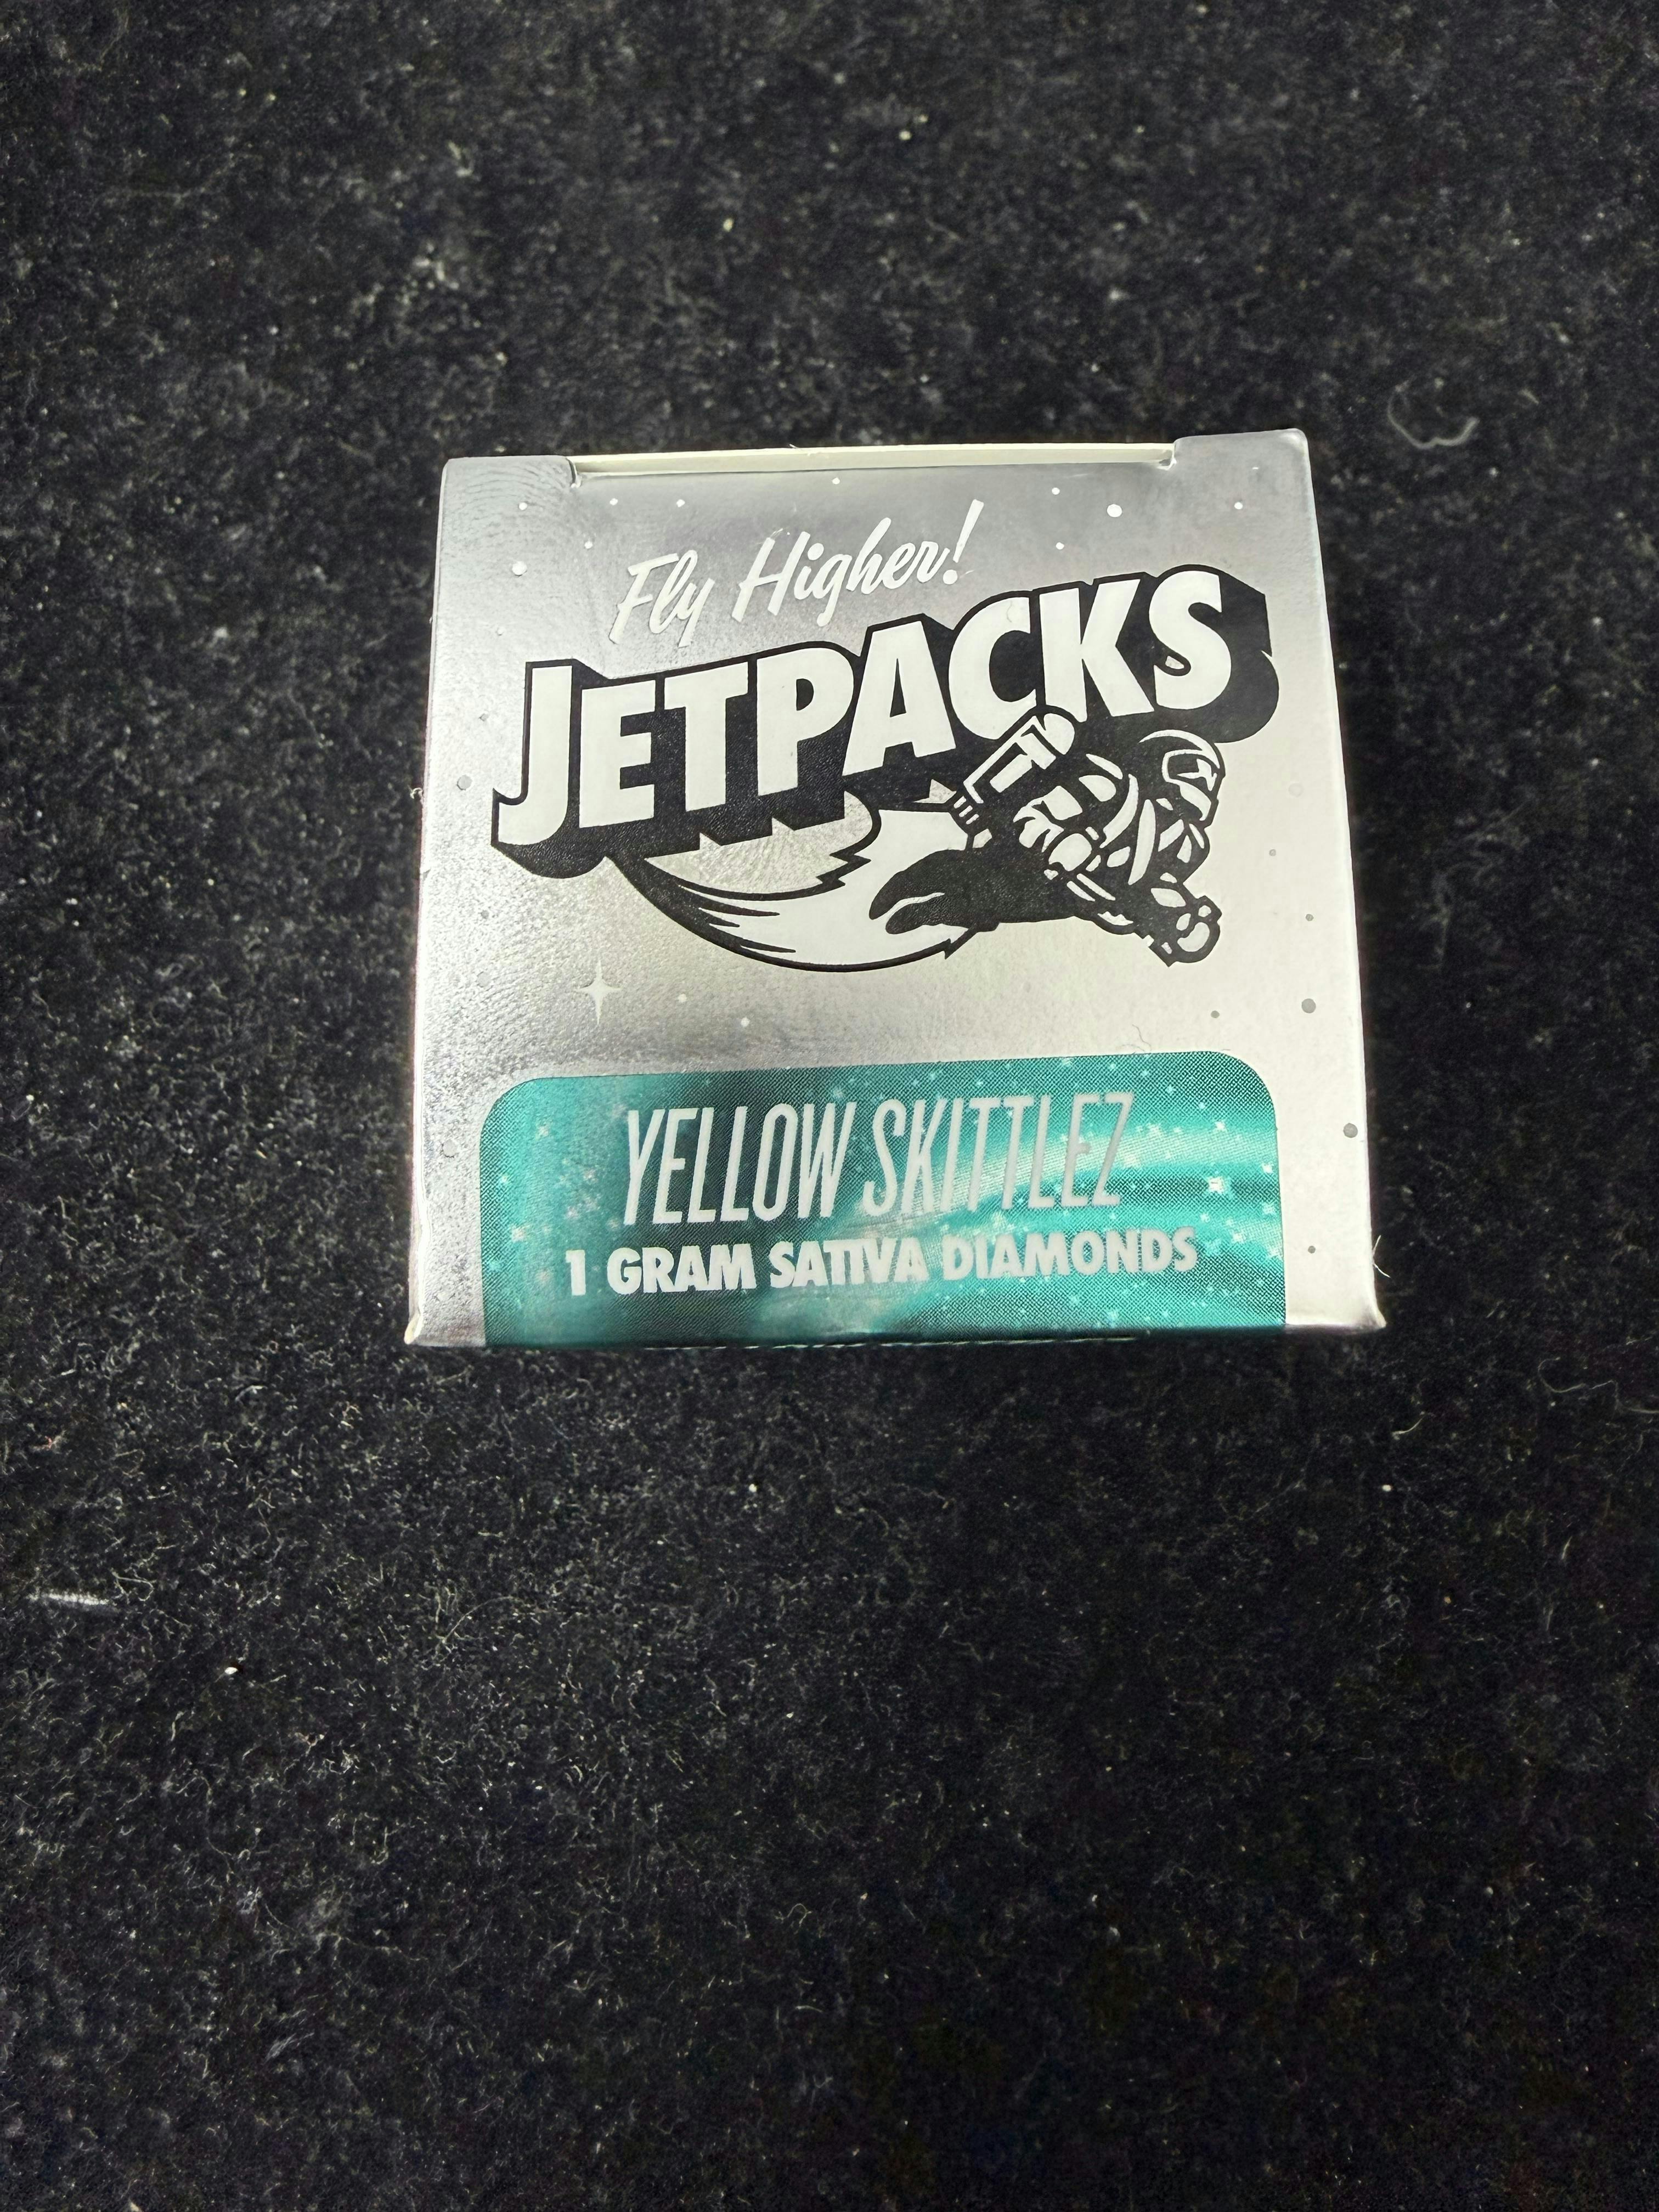 Fly Higher!
JETPACKS
YELLOW SKITTLEZ
1 GRAM SATIVA DIAMONDS